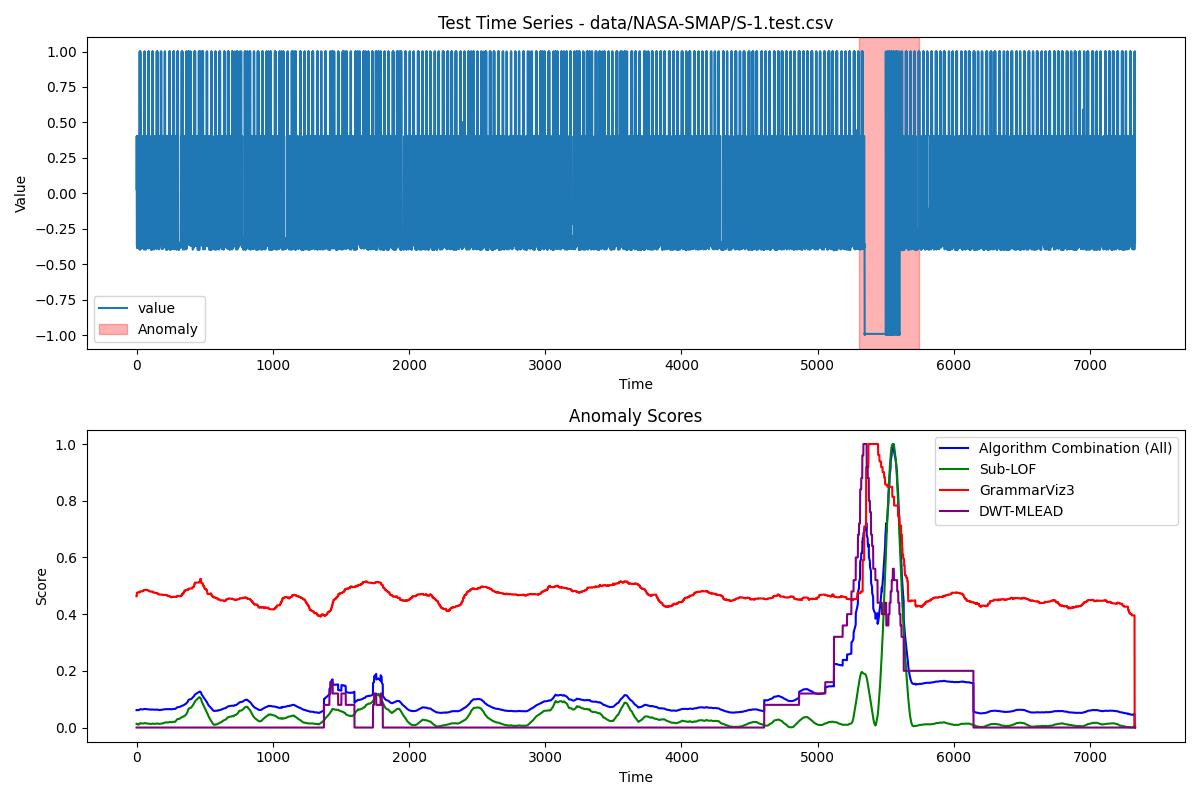 Test Time Series - data/NASA-SMAP/S-1.test.csv
Value
1.00
0.75
0.50
0.25
0.00
−0.25
−0.50
−0.75
−1.00
value
Anomaly
0 1000 2000 3000 4000 5000 6000 7000
Time
Anomaly Scores
Score
1.0
0.8
0.6
0.4
0.2
0.0
Algorithm Combination (All)
Sub-LOF
GrammarViz3
DWT-MLEAD
0 1000 2000 3000 4000 5000 6000 7000
Time